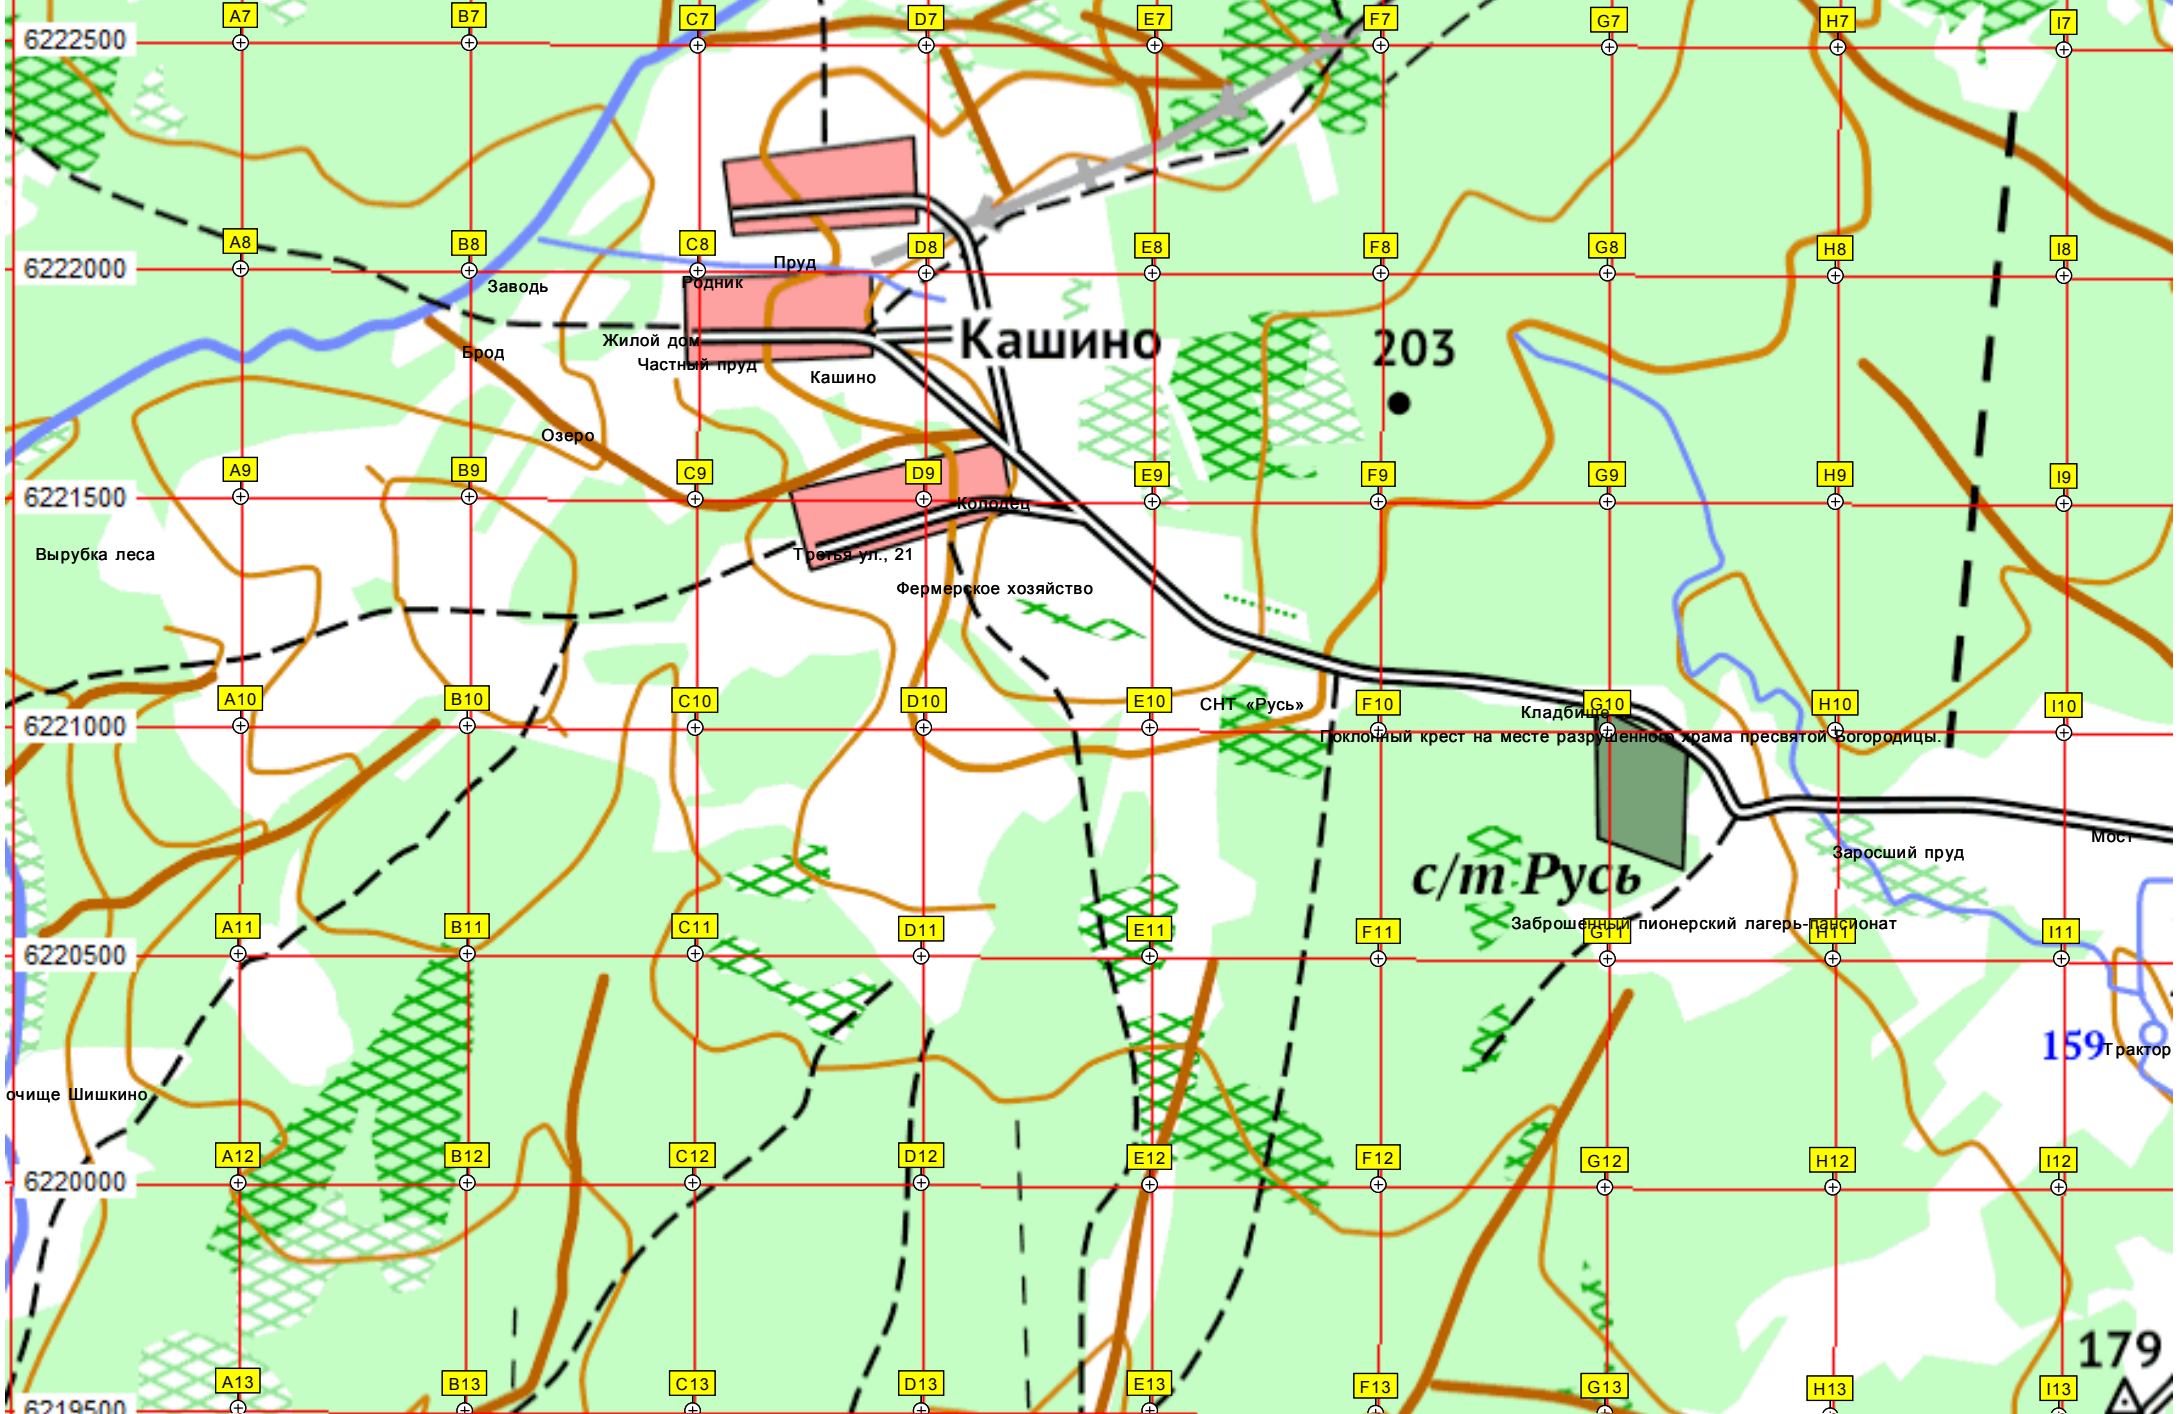 A7 B7 C7 D7 E7 F7 G7 H7 I7
6222500
A8 B8 C8 D8 E8 F8 G8 H8 I8
6222000
Пруд
Родник
Заводь
Жилой дом
Кашино
203
Брод
Частный пруд
Кашино
Озеро
A9 B9 C9 D9 E9 F9 G9 H9 I9
6221500
Колодец
Вырубка леса
Третья ул., 21
Фермерское хозяйство
A10 B10 C10 D10 E10 F10 G10 H10 I10
СНТ «Русь»
Кладбище
6221000
Поклонный крест на месте разрушенного храма пресвятой Богородицы.
Мост
Заросший пруд
с/т Русь
A11 B11 C11 D11 E11 F11 G11 H11 I11
Заброшенный пионерский лагерь-пансионат
6220500
159
Трактор
очище Шишкино
A12 B12 C12 D12 E12 F12 G12 H12 I12
6220000
179
A13 B13 C13 D13 E13 F13 G13 H13 I13
6219500